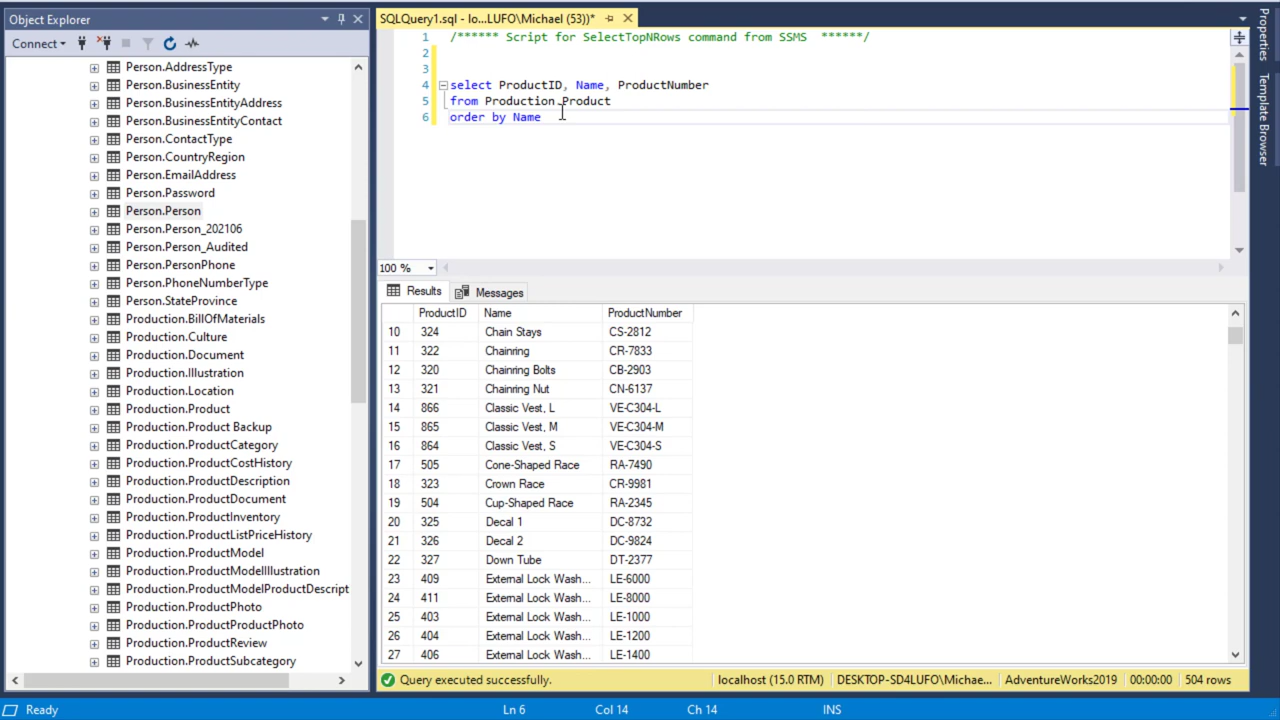 Object Explorer
Connect
Person.AddressType
Person.BusinessEntity
Person.BusinessEntityAddress
Person.BusinessEntityContact
Person.ContactType
Person.CountryRegion
Person.EmailAddress
Person.Password
Person.Person
Person.Person_202106
Person.Person_Audited
Person.PersonPhone
Person.PhoneNumberType
Person.StateProvince
Production.BillOfMaterials
Production.Culture
Production.Document
Production.Illustration
Production.Location
Production.Product
Production.Product Backup
Production.ProductCategory
Production.ProductCostHistory
Production.ProductDescription
Production.ProductDocument
Production.ProductInventory
Production.ProductListPriceHistory
Production.ProductModel
Production.ProductModelIllustration
Production.ProductModelProductDescript
Production.ProductPhoto
Production.ProductProductPhoto
Production.ProductReview
Production.ProductSubcategory
SQLQuery1.sql - lo...LUFO\Michael (53))*
1 /****** Script for SelectTopNRows command from SSMS ******/
2
3
4 select ProductID, Name, ProductNumber
5 from Production.Product
6 order by Name
100 %
Results Messages
ProductID Name ProductNumber
10 324 Chain Stays CS-2812
11 322 Chainring CR-7833
12 320 Chainring Bolts CB-2903
13 321 Chainring Nut CN-6137
14 866 Classic Vest, L VE-C304-L
15 865 Classic Vest, M VE-C304-M
16 864 Classic Vest, S VE-C304-S
17 505 Cone-Shaped Race RA-7490
18 323 Crown Race CR-9981
19 504 Cup-Shaped Race RA-2345
20 325 Decal 1 DC-8732
21 326 Decal 2 DC-9824
22 327 Down Tube DT-2377
23 409 External Lock Wash... LE-6000
24 411 External Lock Wash... LE-8000
25 403 External Lock Wash... LE-1000
26 404 External Lock Wash... LE-1200
27 406 External Lock Wash... LE-1400
Query executed successfully. localhost (15.0 RTM) DESKTOP-SD4LUFO\Michae... AdventureWorks2019 00:00:00 504 rows
Properties
Template Browser
Ready Ln 6 Col 14 Ch 14 INS